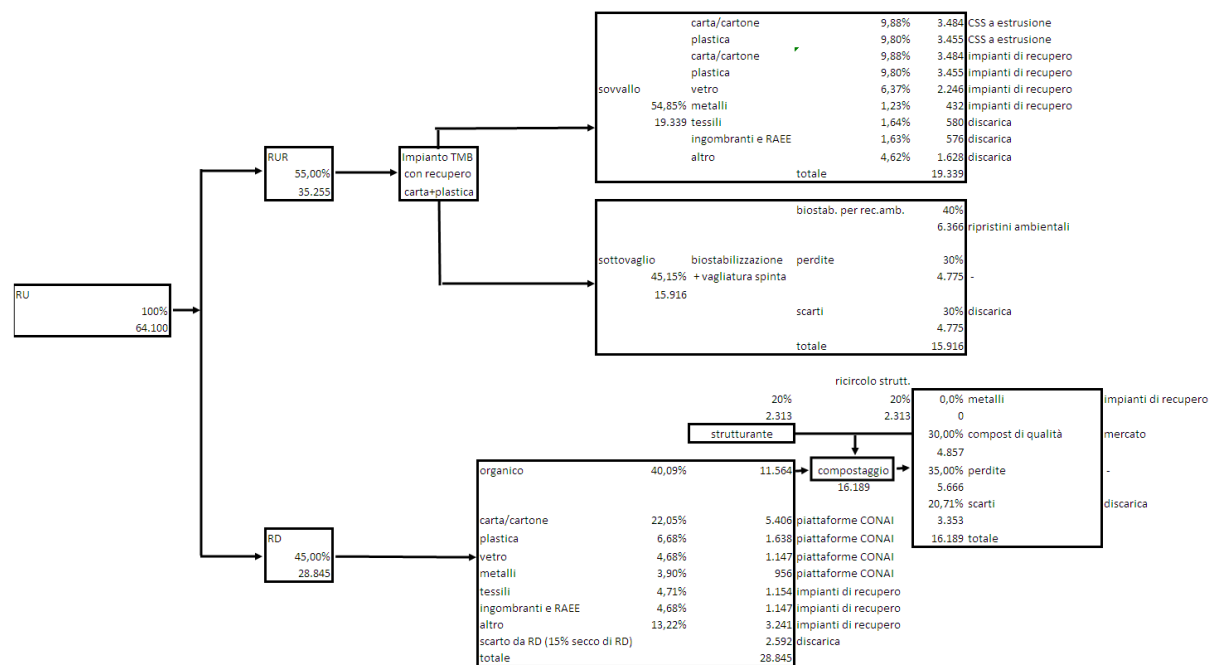 carta/cartone 9,88% 3.484 CSS a estrusione
plastica 9,80% 3.455 CSS a estrusione
carta/cartone 9,88% 3.484 impianti di recupero
plastica 9,80% 3.455 impianti di recupero
sovvallo vetro 6,37% 2.246 impianti di recupero
54,85% metalli 1,23% 432 impianti di recupero
19.339 tessili 1,64% 580 discarica
ingombranti e RAEE 1,63% 576 discarica
altro 4,62% 1.628 discarica
totale 19.339
RUR
55,00%
35.255
Impianto TMB
con recupero
carta+plastica
biostab. per rec.amb. 40%
6.366 ripristini ambientali
sottovaglio biostabilizzazione perdite 30%
45,15% + vagliatura spinta 4.775 -
15.916
scarti 30% discarica
4.775
totale 15.916
RU
100%
64.100
ricircolo strutt.
20% 20% 0,0% metalli impianti di recupero
2.313 2.313 0
strutturante 30,00% compost di qualità mercato
4.857
organico 40,09% 11.564 compostaggio 35,00% perdite -
16.189 5.666
20,71% scarti discarica
3.353
16.189 totale
carta/cartone 22,05% 5.406 piattaforme CONAI
plastica 6,68% 1.638 piattaforme CONAI
vetro 4,68% 1.147 piattaforme CONAI
metalli 3,90% 956 piattaforme CONAI
tessili 4,71% 1.154 impianti di recupero
ingombranti e RAEE 4,68% 1.147 impianti di recupero
altro 13,22% 3.241 impianti di recupero
scarto da RD (15% secco di RD) 2.592 discarica
totale 28.845
RD
45,00%
28.845